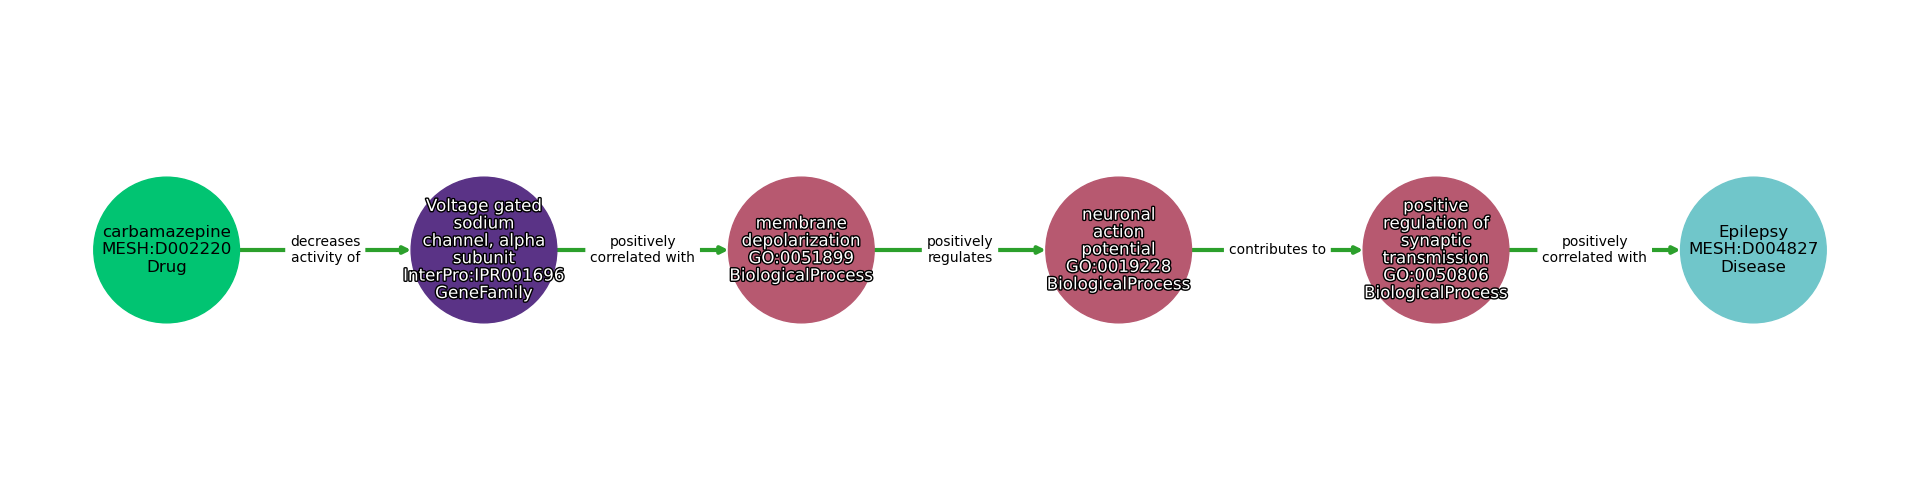 carbamazepine
MESH:D002220
Drug
decreases
activity of
Voltage gated
sodium
channel, alpha
subunit
InterPro:IPR001696
GeneFamily
positively
correlated with
membrane
depolarization
GO:0051899
BiologicalProcess
positively
regulates
neuronal
action
potential
GO:0019228
BiologicalProcess
contributes to
positive
regulation of
synaptic
transmission
GO:0050806
BiologicalProcess
positively
correlated with
Epilepsy
MESH:D004827
Disease